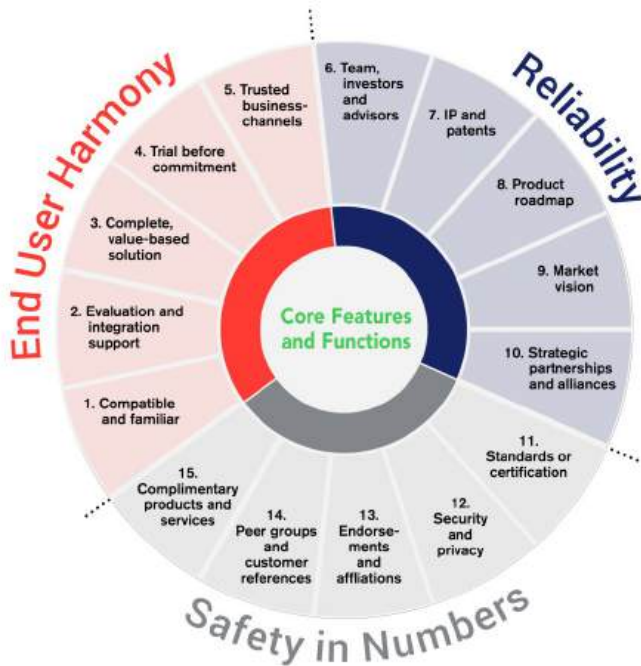 End User Harmony
Reliability
Safety in Numbers
Core Features
and Functions
1. Compatible
and familiar
2. Evaluation and
integration
support
3. Complete,
value-based
solution
4. Trial before
commitment
5. Trusted
business-
channels
6. Team,
investors
and
advisors
7. IP and
patents
8. Product
roadmap
9. Market
vision
10. Strategic
partnerships
and alliances
11.
Standards or
certification
12.
Security
and
privacy
13.
Endorse-
ments
and
affliations
14.
Peer groups
and
customer
references
15.
Complimentary
products and
services